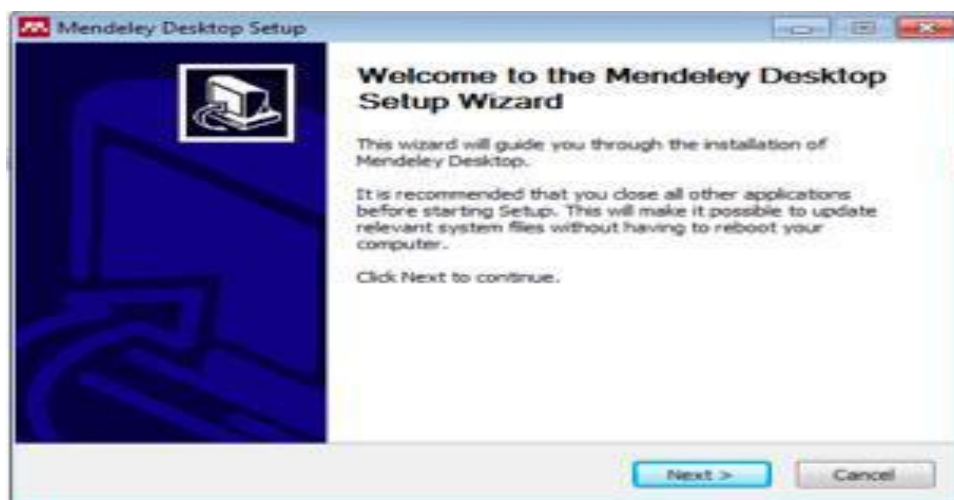 Mendeley Desktop Setup
Welcome to the Mendeley Desktop
Setup Wizard
This wizard will guide you through the installation of
Mendeley Desktop.
It is recommended that you close all other applications
before starting Setup. This will make it possible to update
relevant system files without having to reboot your
computer.
Click Next to continue.
Next >
Cancel